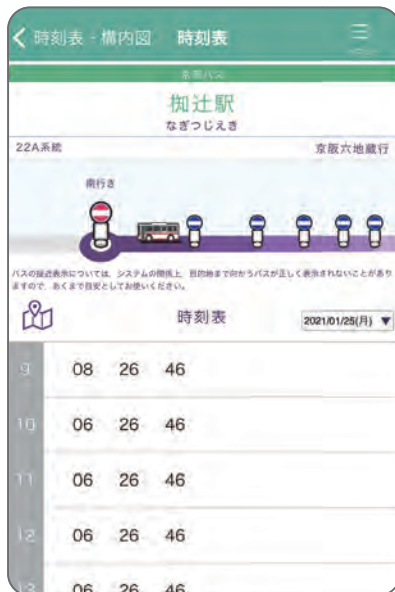 時刻表・構内図 時刻表
京阪バス
椥辻駅
なぎつじえき
22A系統 京阪六地蔵行
南行き
バスの接近表示については、システムの関係上、目的地まで向かうバスが正しく表示されないことがあり
ますので、あくまで目安としてお使いください。
時刻表 2021/01/25(月) ▼
9 08 26 46
10 06 26 46
11 06 26 46
12 06 26 46
13 06 26 46